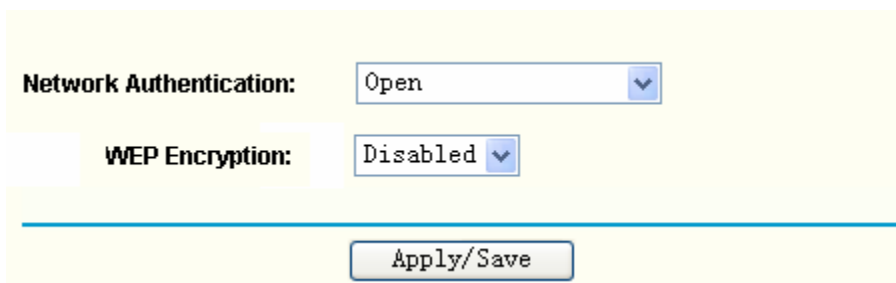 Network Authentication: Open
WEP Encryption: Disabled
Apply/Save